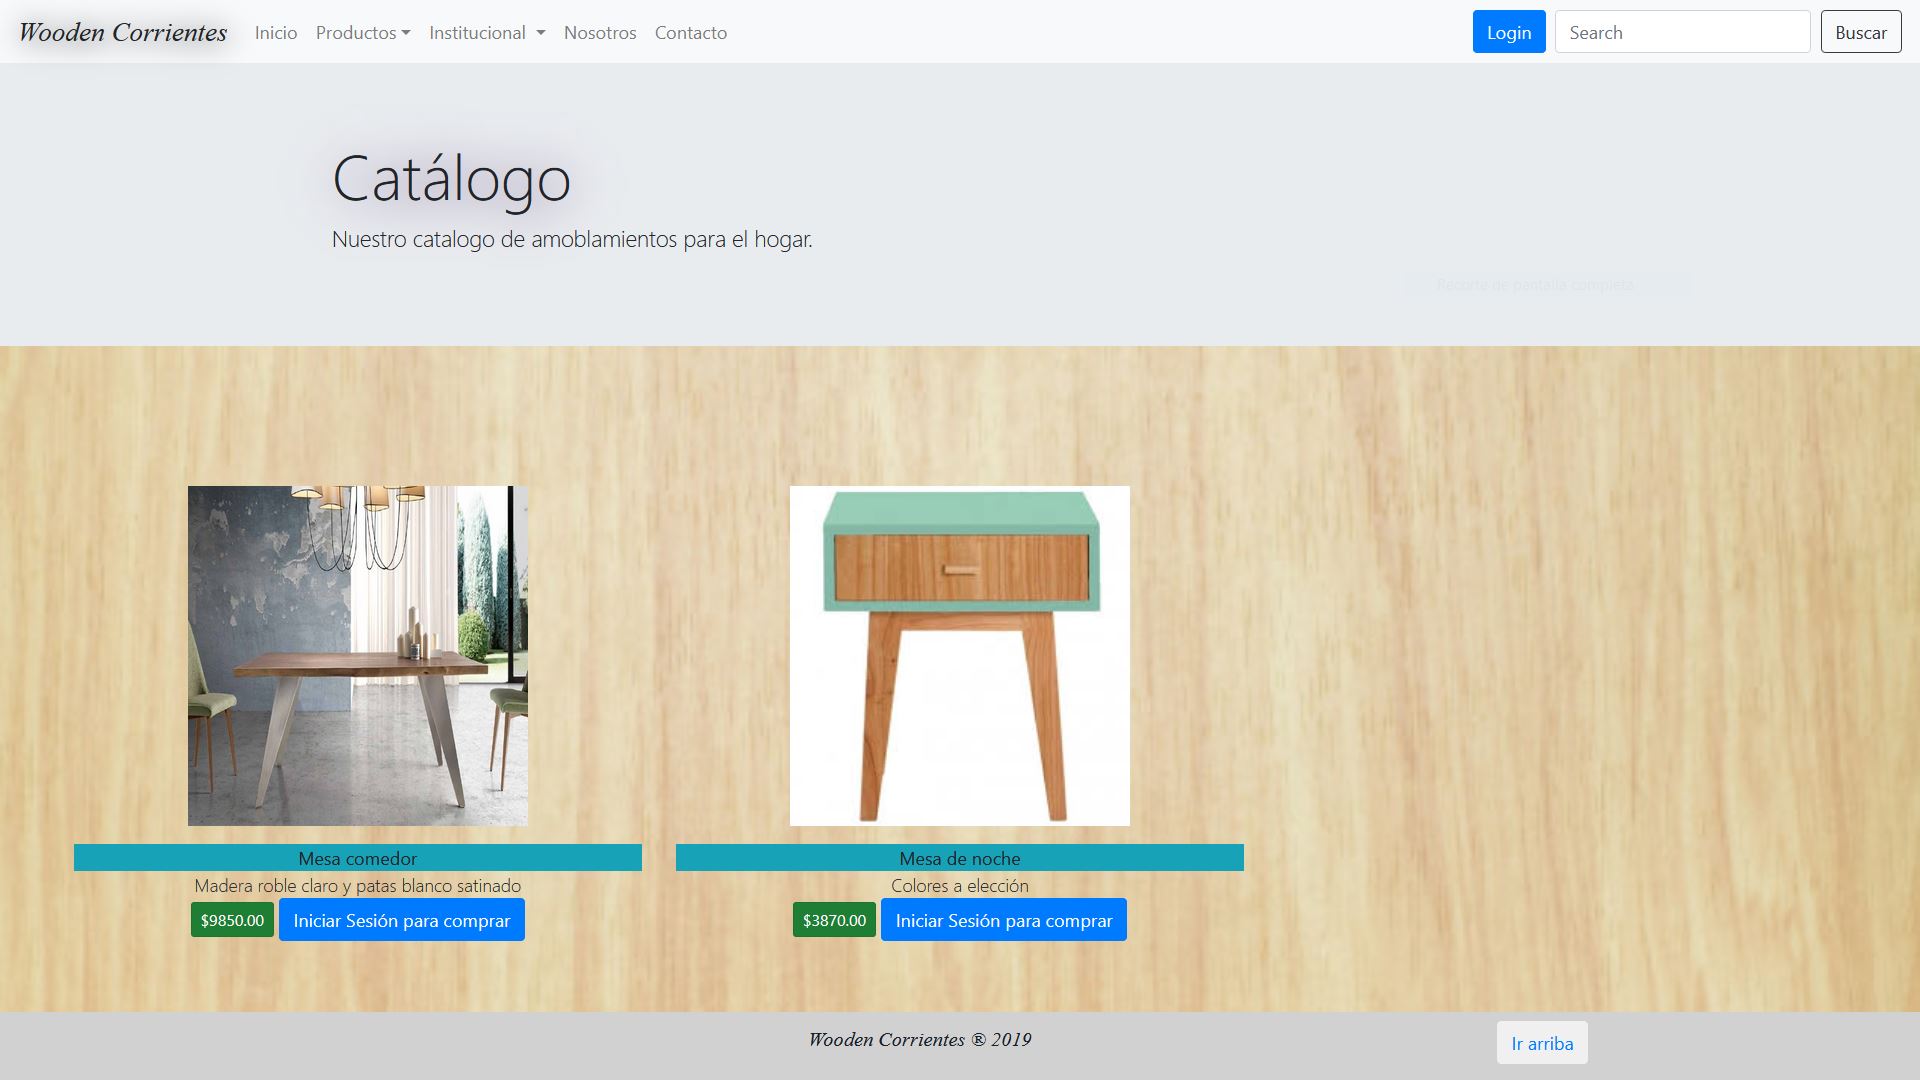 Wooden Corrientes Inicio Productos Institucional Nosotros Contacto Login Search Buscar
Catálogo
Nuestro catalogo de amoblamientos para el hogar.
Recorte de pantalla completa
Mesa comedor
Madera roble claro y patas blanco satinado
$9850.00 Iniciar Sesión para comprar
Mesa de noche
Colores a elección
$3870.00 Iniciar Sesión para comprar
Wooden Corrientes ® 2019
Ir arriba